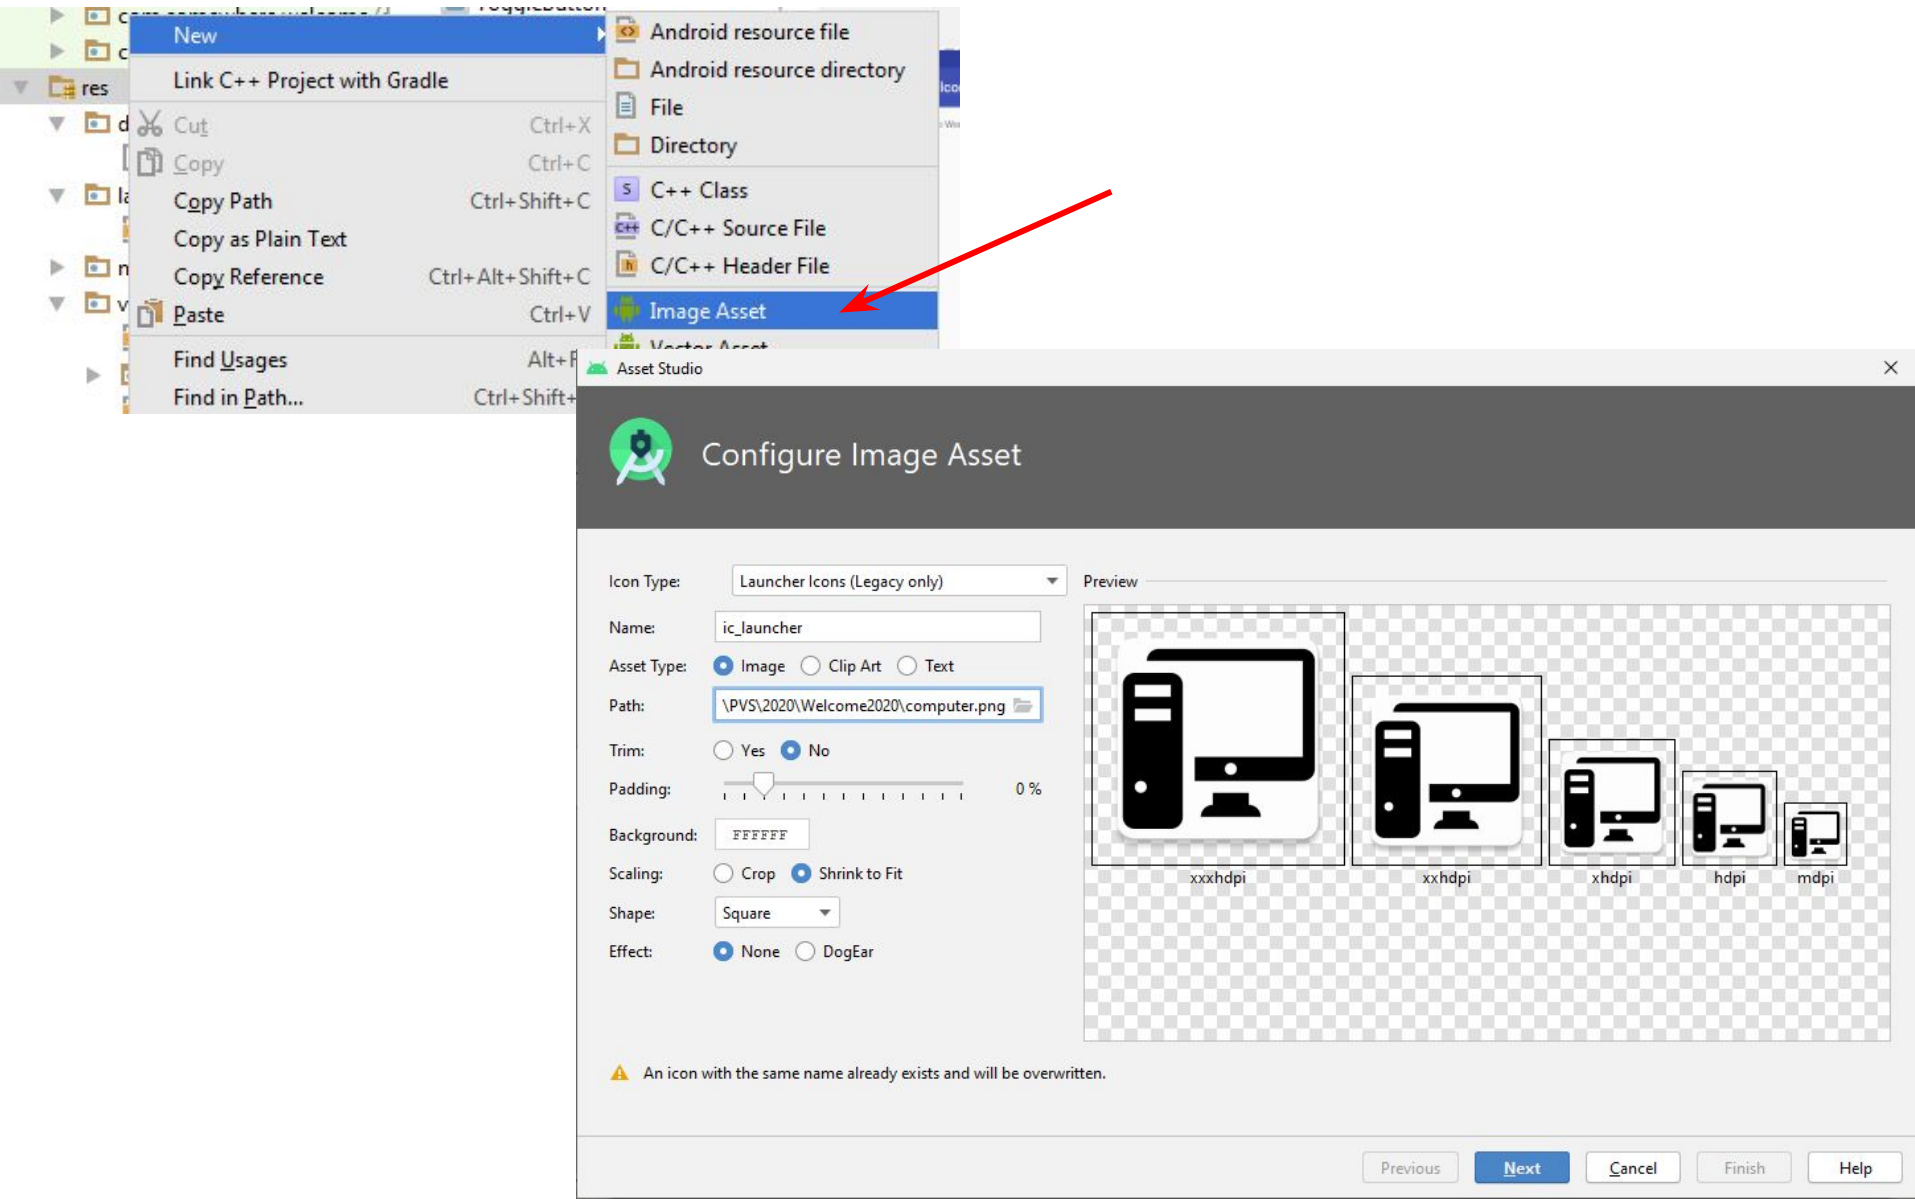 New
Link C++ Project with Gradle
res
Cut Ctrl+X
Copy Ctrl+C
Copy Path Ctrl+Shift+C
Copy as Plain Text
Copy Reference Ctrl+Alt+Shift+C
Paste Ctrl+V
Find Usages
Find in Path...
Android resource file
Android resource directory
File
Directory
S C++ Class
C++ C/C++ Source File
h C/C++ Header File
Image Asset
Vector Asset
Asset Studio
Configure Image Asset
Icon Type: Launcher Icons (Legacy only)
Name: ic_launcher
Asset Type: Image Clip Art Text
Path: \PVS\2020\Welcome2020\computer.png
Trim: Yes No
Padding: 0 %
Background: FFFFFF
Scaling: Crop Shrink to Fit
Shape: Square
Effect: None DogEar
Preview
xxxhdpi xxhdpi xhdpi hdpi mdpi
An icon with the same name already exists and will be overwritten.
Previous Next Cancel Finish Help